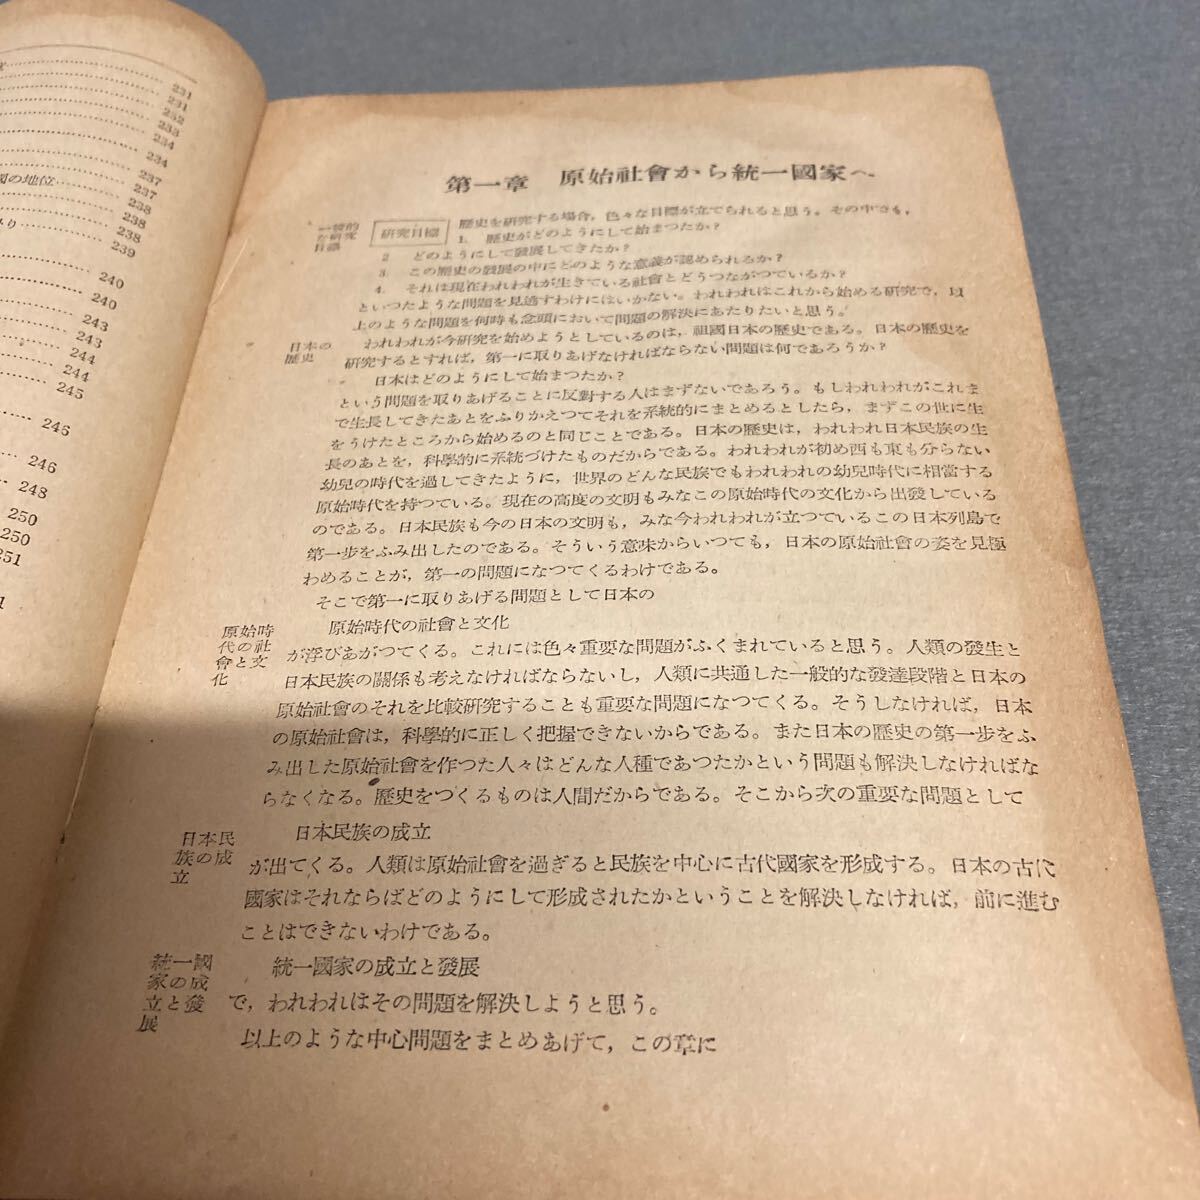 231
231
232
233
234
234
237
國の地位 237
238
238
238
239
240
240
243
243
244
244
245
245
246
248
250
250
251
1
第一章 原始社會から統一國家へ
一般的
な研究
目標
研究目標
歷史を研究する場合，色々な目標が立てられると思う。その中でも，
1. 歷史がどのようにして始まつたか？
2 どのようにして發展してきたか？
3. この歷史の發展の中にどのような意義が認められるか？
4. それは現在われわれが生きている社會とどうつながつているか？
といつたような問題を見逃すわけにはいかない。われわれはこれから始める研究で，以
上のような問題を何時も念頭において問題の解決にあたりたいと思う。
日本の
歷史
われわれが今研究を始めようとしているのは，祖國日本の歷史である。日本の歷史を
研究するとすれば，第一に取りあげなければならない問題は何であろうか？
日本はどのようにして始まつたか？
という問題を取りあげることに反対する人はまずないであろう。もしわれわれがこれま
で生長してきたあとをふりかえつてそれを系統的にまとめるとしたら，まずこの世に生
をうけたところから始めるのと同じことである。日本の歷史は，われわれ日本民族の生
長のあとを，科學的に系統づけたものだからである。われわれが初め西も東も分らない
幼兒の時代を過してきたように，世界のどんな民族でもわれわれの幼兒時代に相當する
原始時代を持つている。現在の高度の文明もみなこの原始時代の文化から出發している
のである。日本民族も今の日本の文明も，みな今われわれが立つているこの日本列島で
第一步をふみ出したのである。そういう意味からいつても，日本の原始社會の姿を見極
わめることが，第一の問題になつてくるわけである。
そこで第一に取りあげる問題として日本の
原始時
代の社
會と文
化
原始時代の社會と文化
が浮びあがつてくる。これには色々重要な問題がふくまれていると思う。人類の發生と
日本民族の關係も考えなければならないし，人類に共通した一般的な發達段階と日本の
原始社會のそれを比較研究することも重要な問題になつてくる。そうしなければ，日本
の原始社會は，科學的に正しく把握できないからである。また日本の歷史の第一步をふ
み出した原始社會を作つた人々はどんな人種であつたかという問題も解決しなければな
らなくなる。歷史をつくるものは人間だからである。そこから次の重要な問題として
日本民
族の成
立
日本民族の成立
が出てくる。人類は原始社會を過ぎると民族を中心に古代國家を形成する。日本の古代
國家はそれならばどのようにして形成されたかということを解決しなければ，前に進む
ことはできないわけである。
統一國
家の成
立と發
展
統一國家の成立と發展
で，われわれはその問題を解決しようと思う。
以上のような中心問題をまとめあげて，この章に